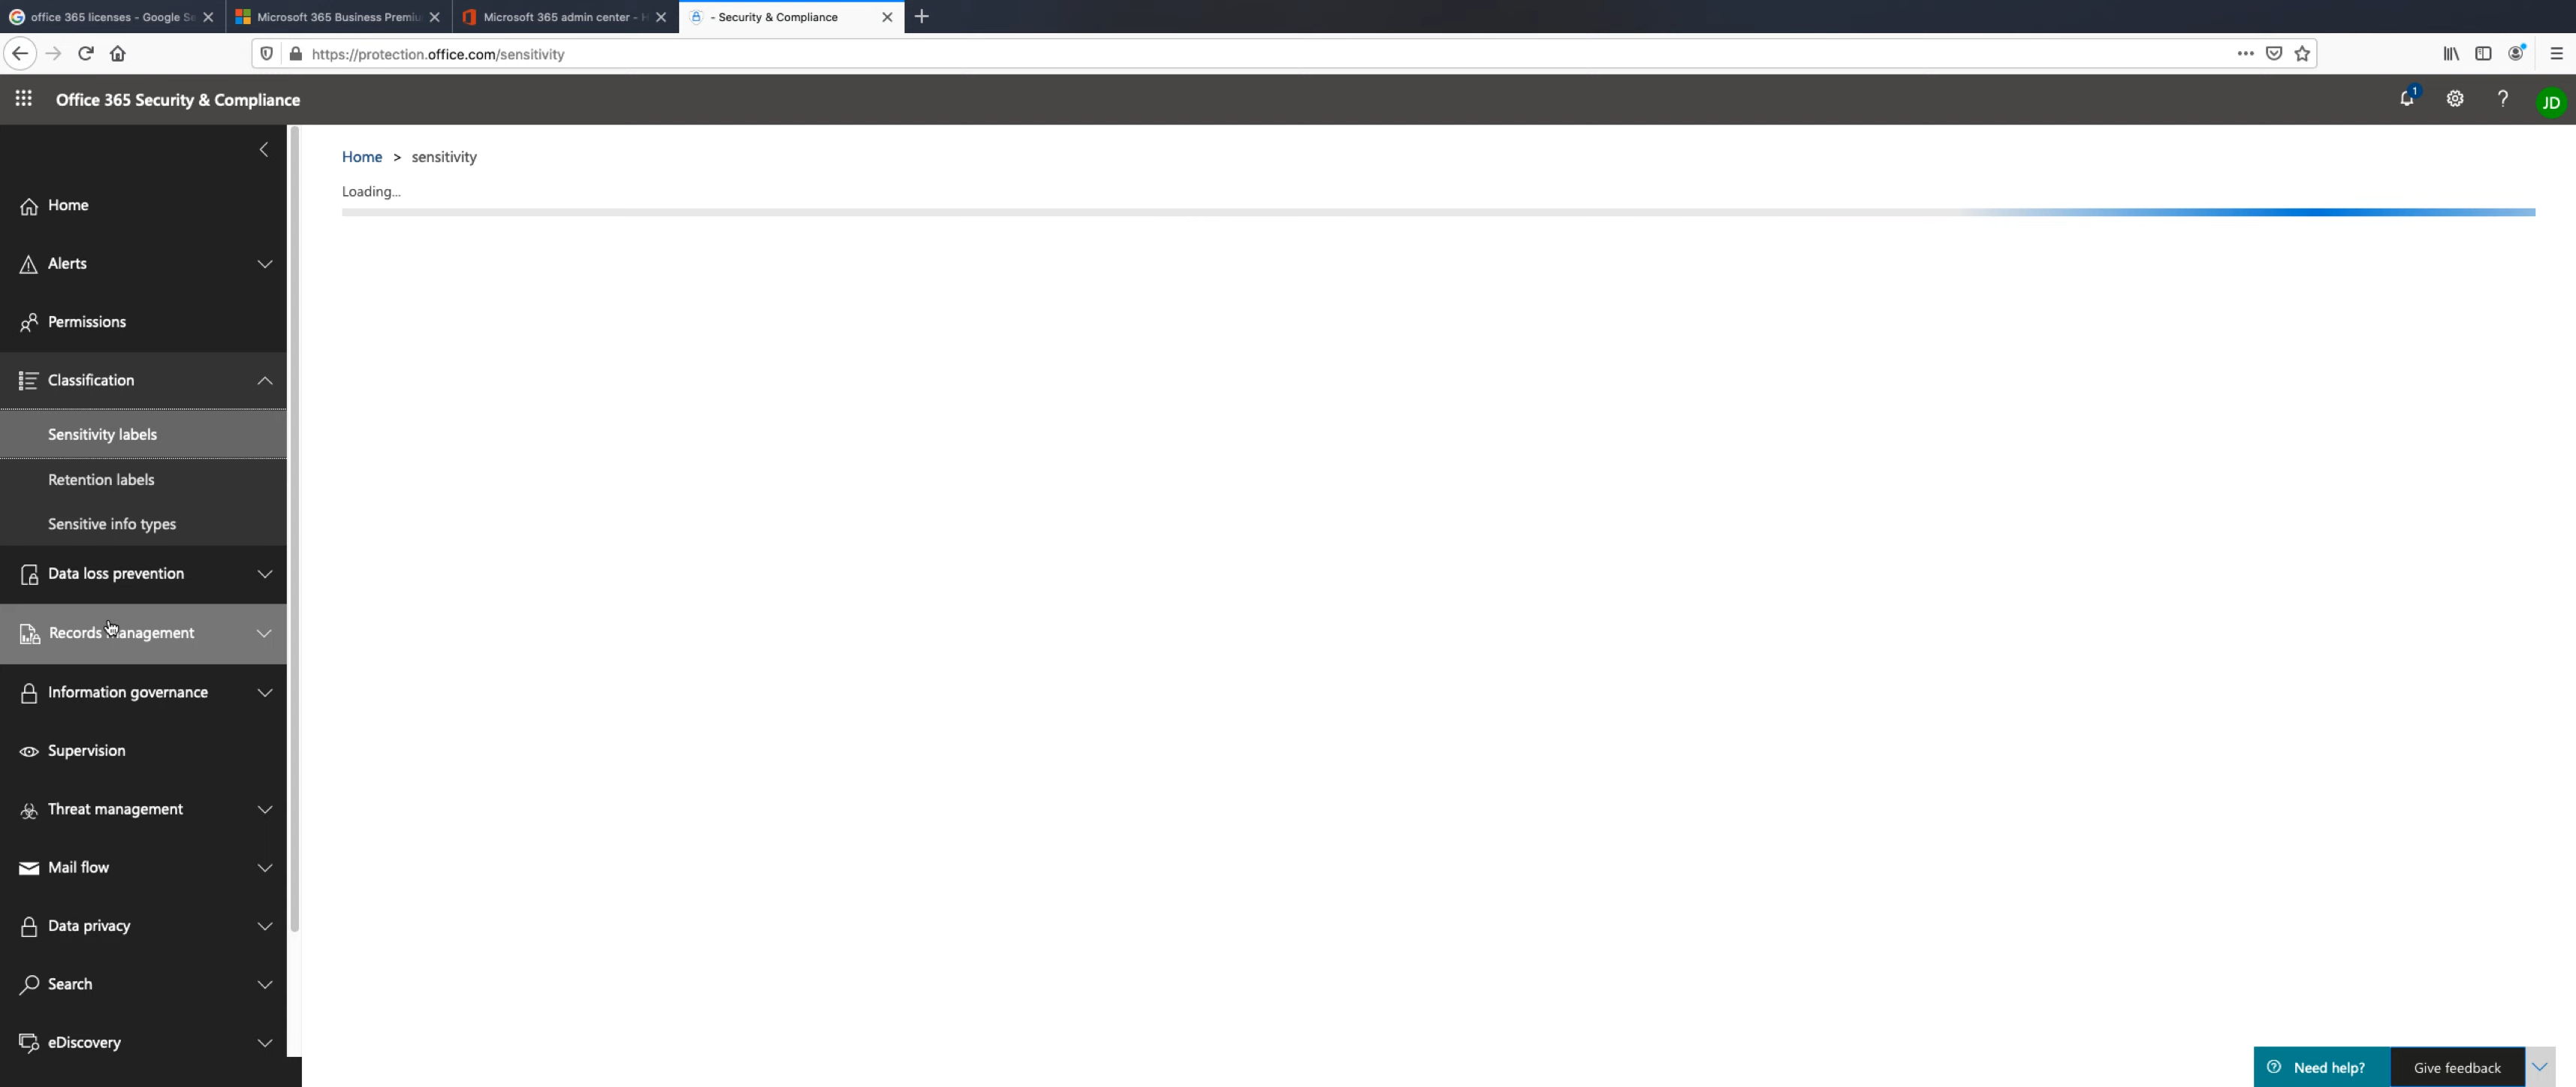 office 365 licenses - Google Se
Microsoft 365 Business Premiu
Microsoft 365 admin center - H
- Security & Compliance
https://protection.office.com/sensitivity
Office 365 Security & Compliance
1
?
JD
Home > sensitivity
Loading...
Home
Alerts
Permissions
Classification
Sensitivity labels
Retention labels
Sensitive info types
Data loss prevention
Records management
Information governance
Supervision
Threat management
Mail flow
Data privacy
Search
eDiscovery
Need help?
Give feedback